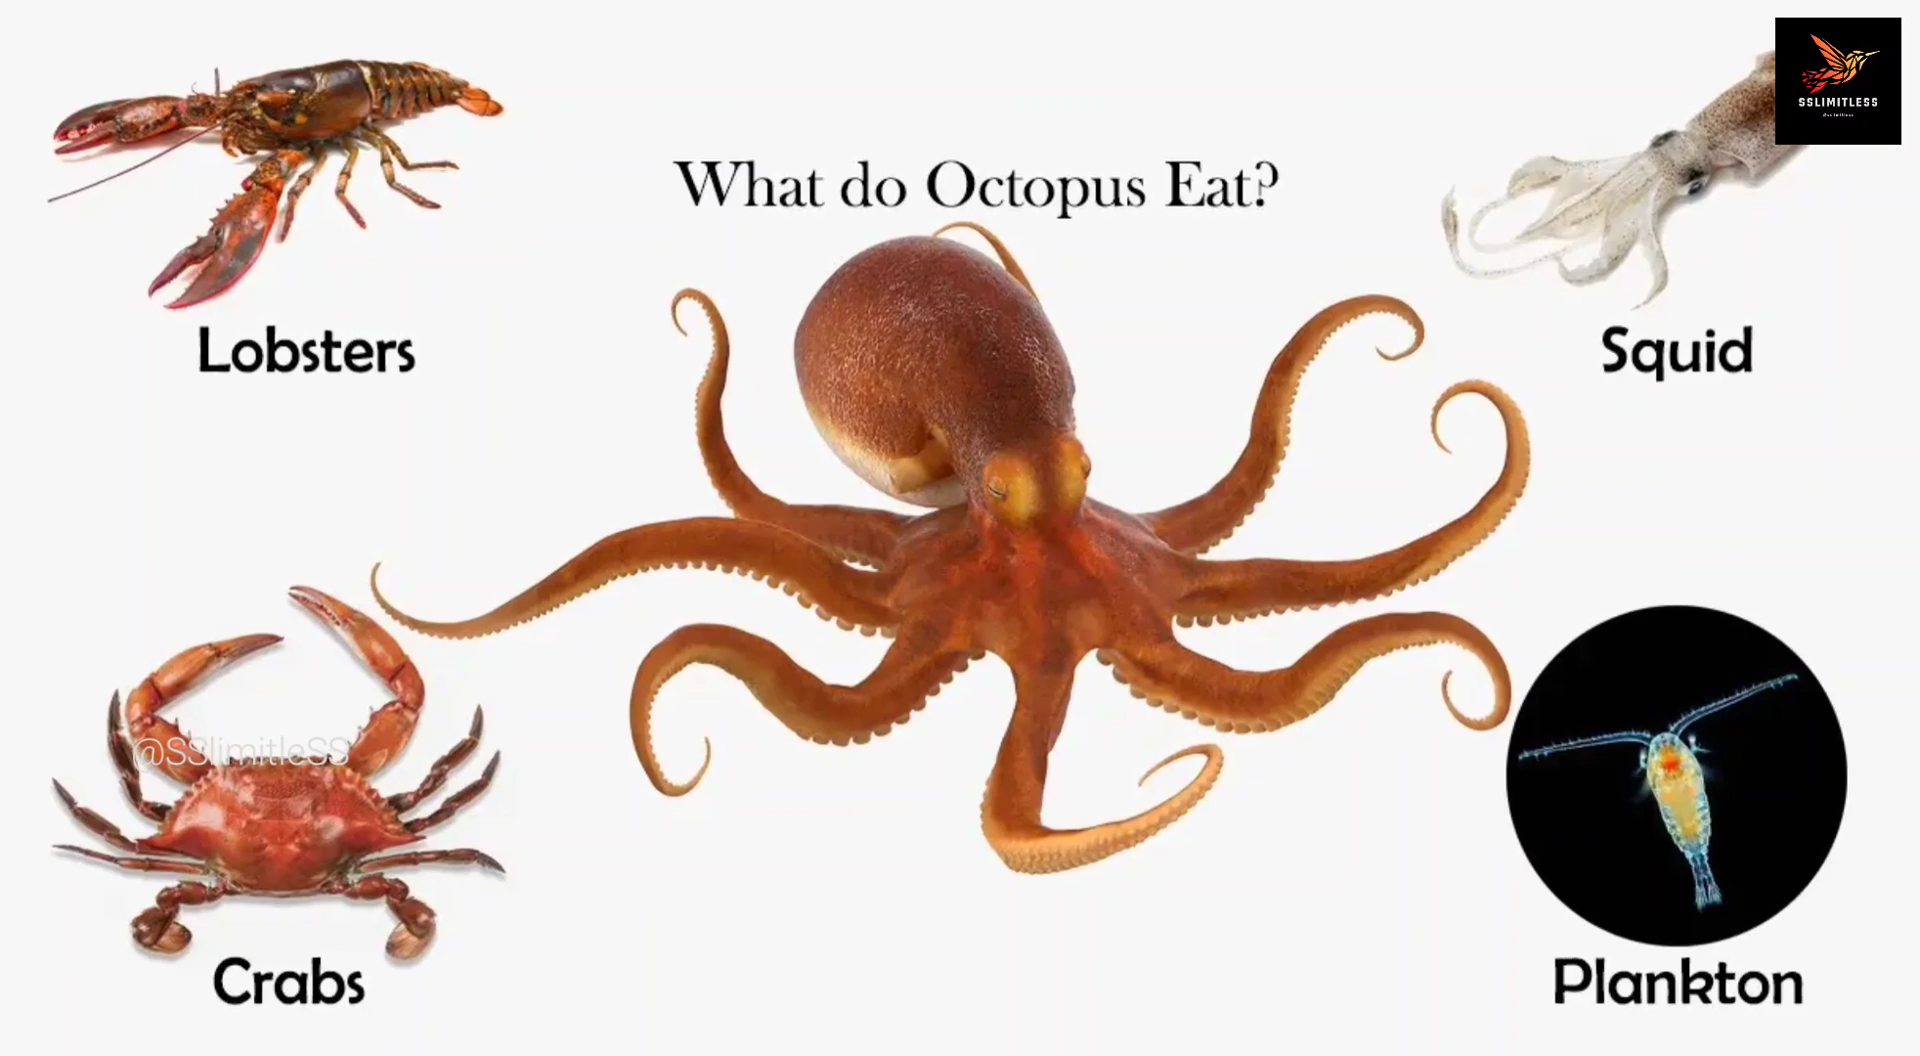 SSLIMITLESS
What do Octopus Eat?
Lobsters
Squid
@SSlimitleSS
Crabs
Plankton